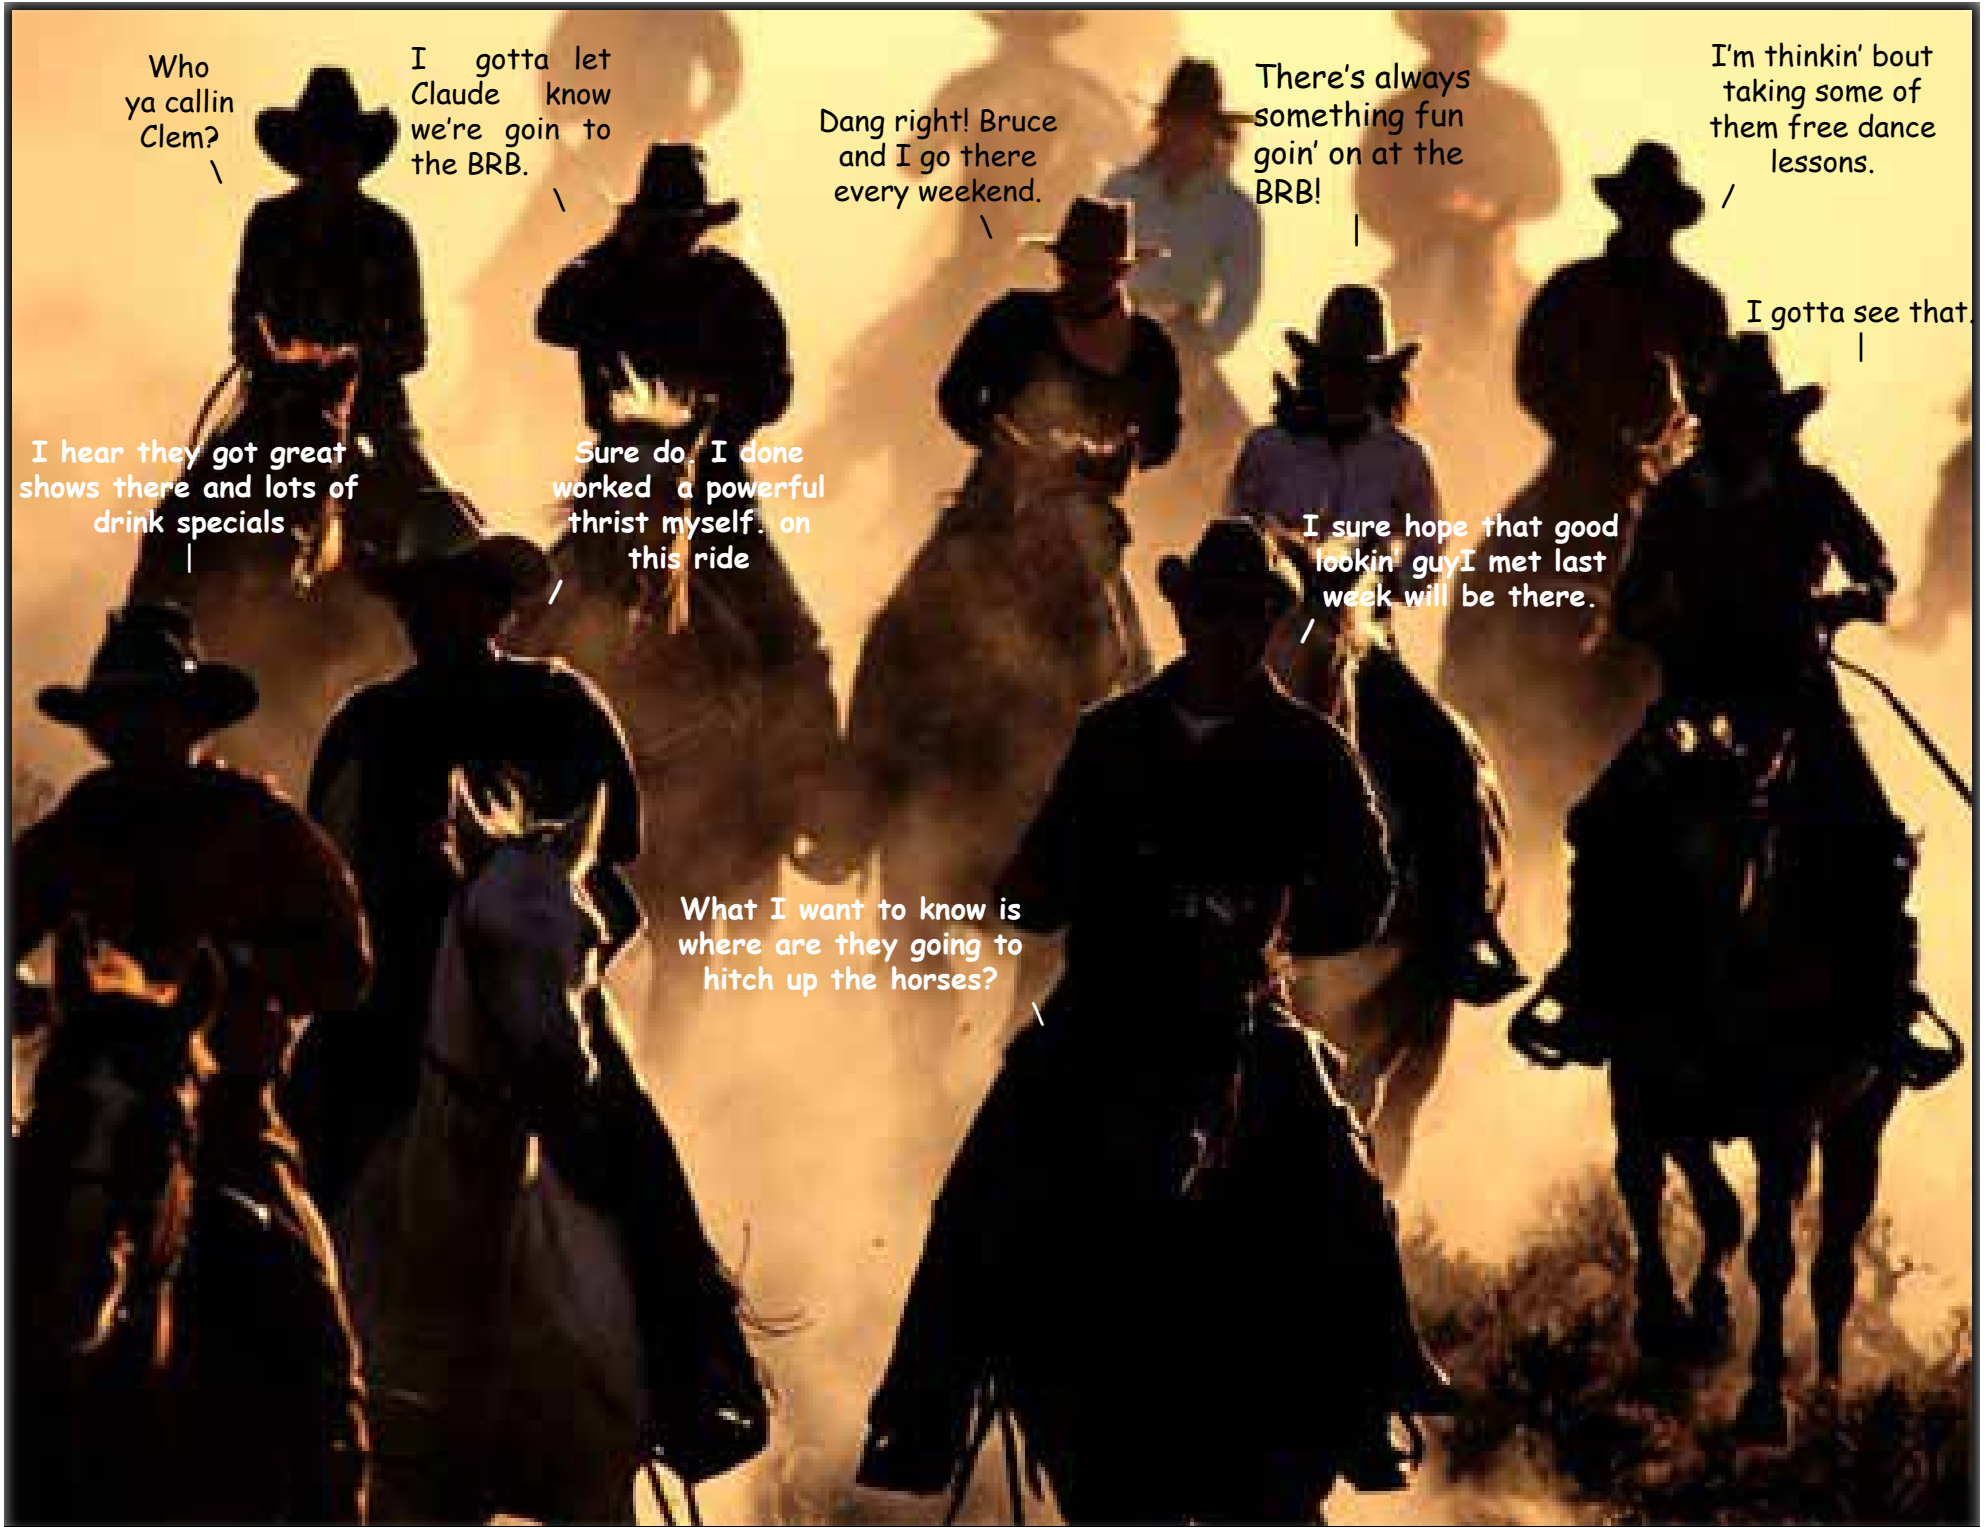 Who
ya callin
Clem?
I gotta let
Claude know
we're goin to
the BRB.
Dang right! Bruce
and I go there
every weekend.
There's always
something fun
goin' on at the
BRB!
I'm thinkin' bout
taking some of
them free dance
lessons.
I gotta see that.
I hear they got great
shows there and lots of
drink specials
Sure do. I done
worked a powerful
thrist myself. on
this ride
I sure hope that good
lookin' guyI met last
week will be there.
What I want to know is
where are they going to
hitch up the horses?